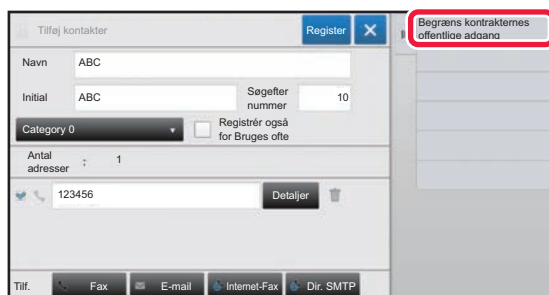 Tilføj kontakter
Register
Begræns kontrakternes
offentlige adgang
Navn
ABC
Initial
ABC
Søgefter
nummer
10
Category 0
Registrér også
for Bruges ofte
Antal
adresser
:
1
123456
Detaljer
Tilf.
Fax
E-mail
Internet-Fax
Dir. SMTP